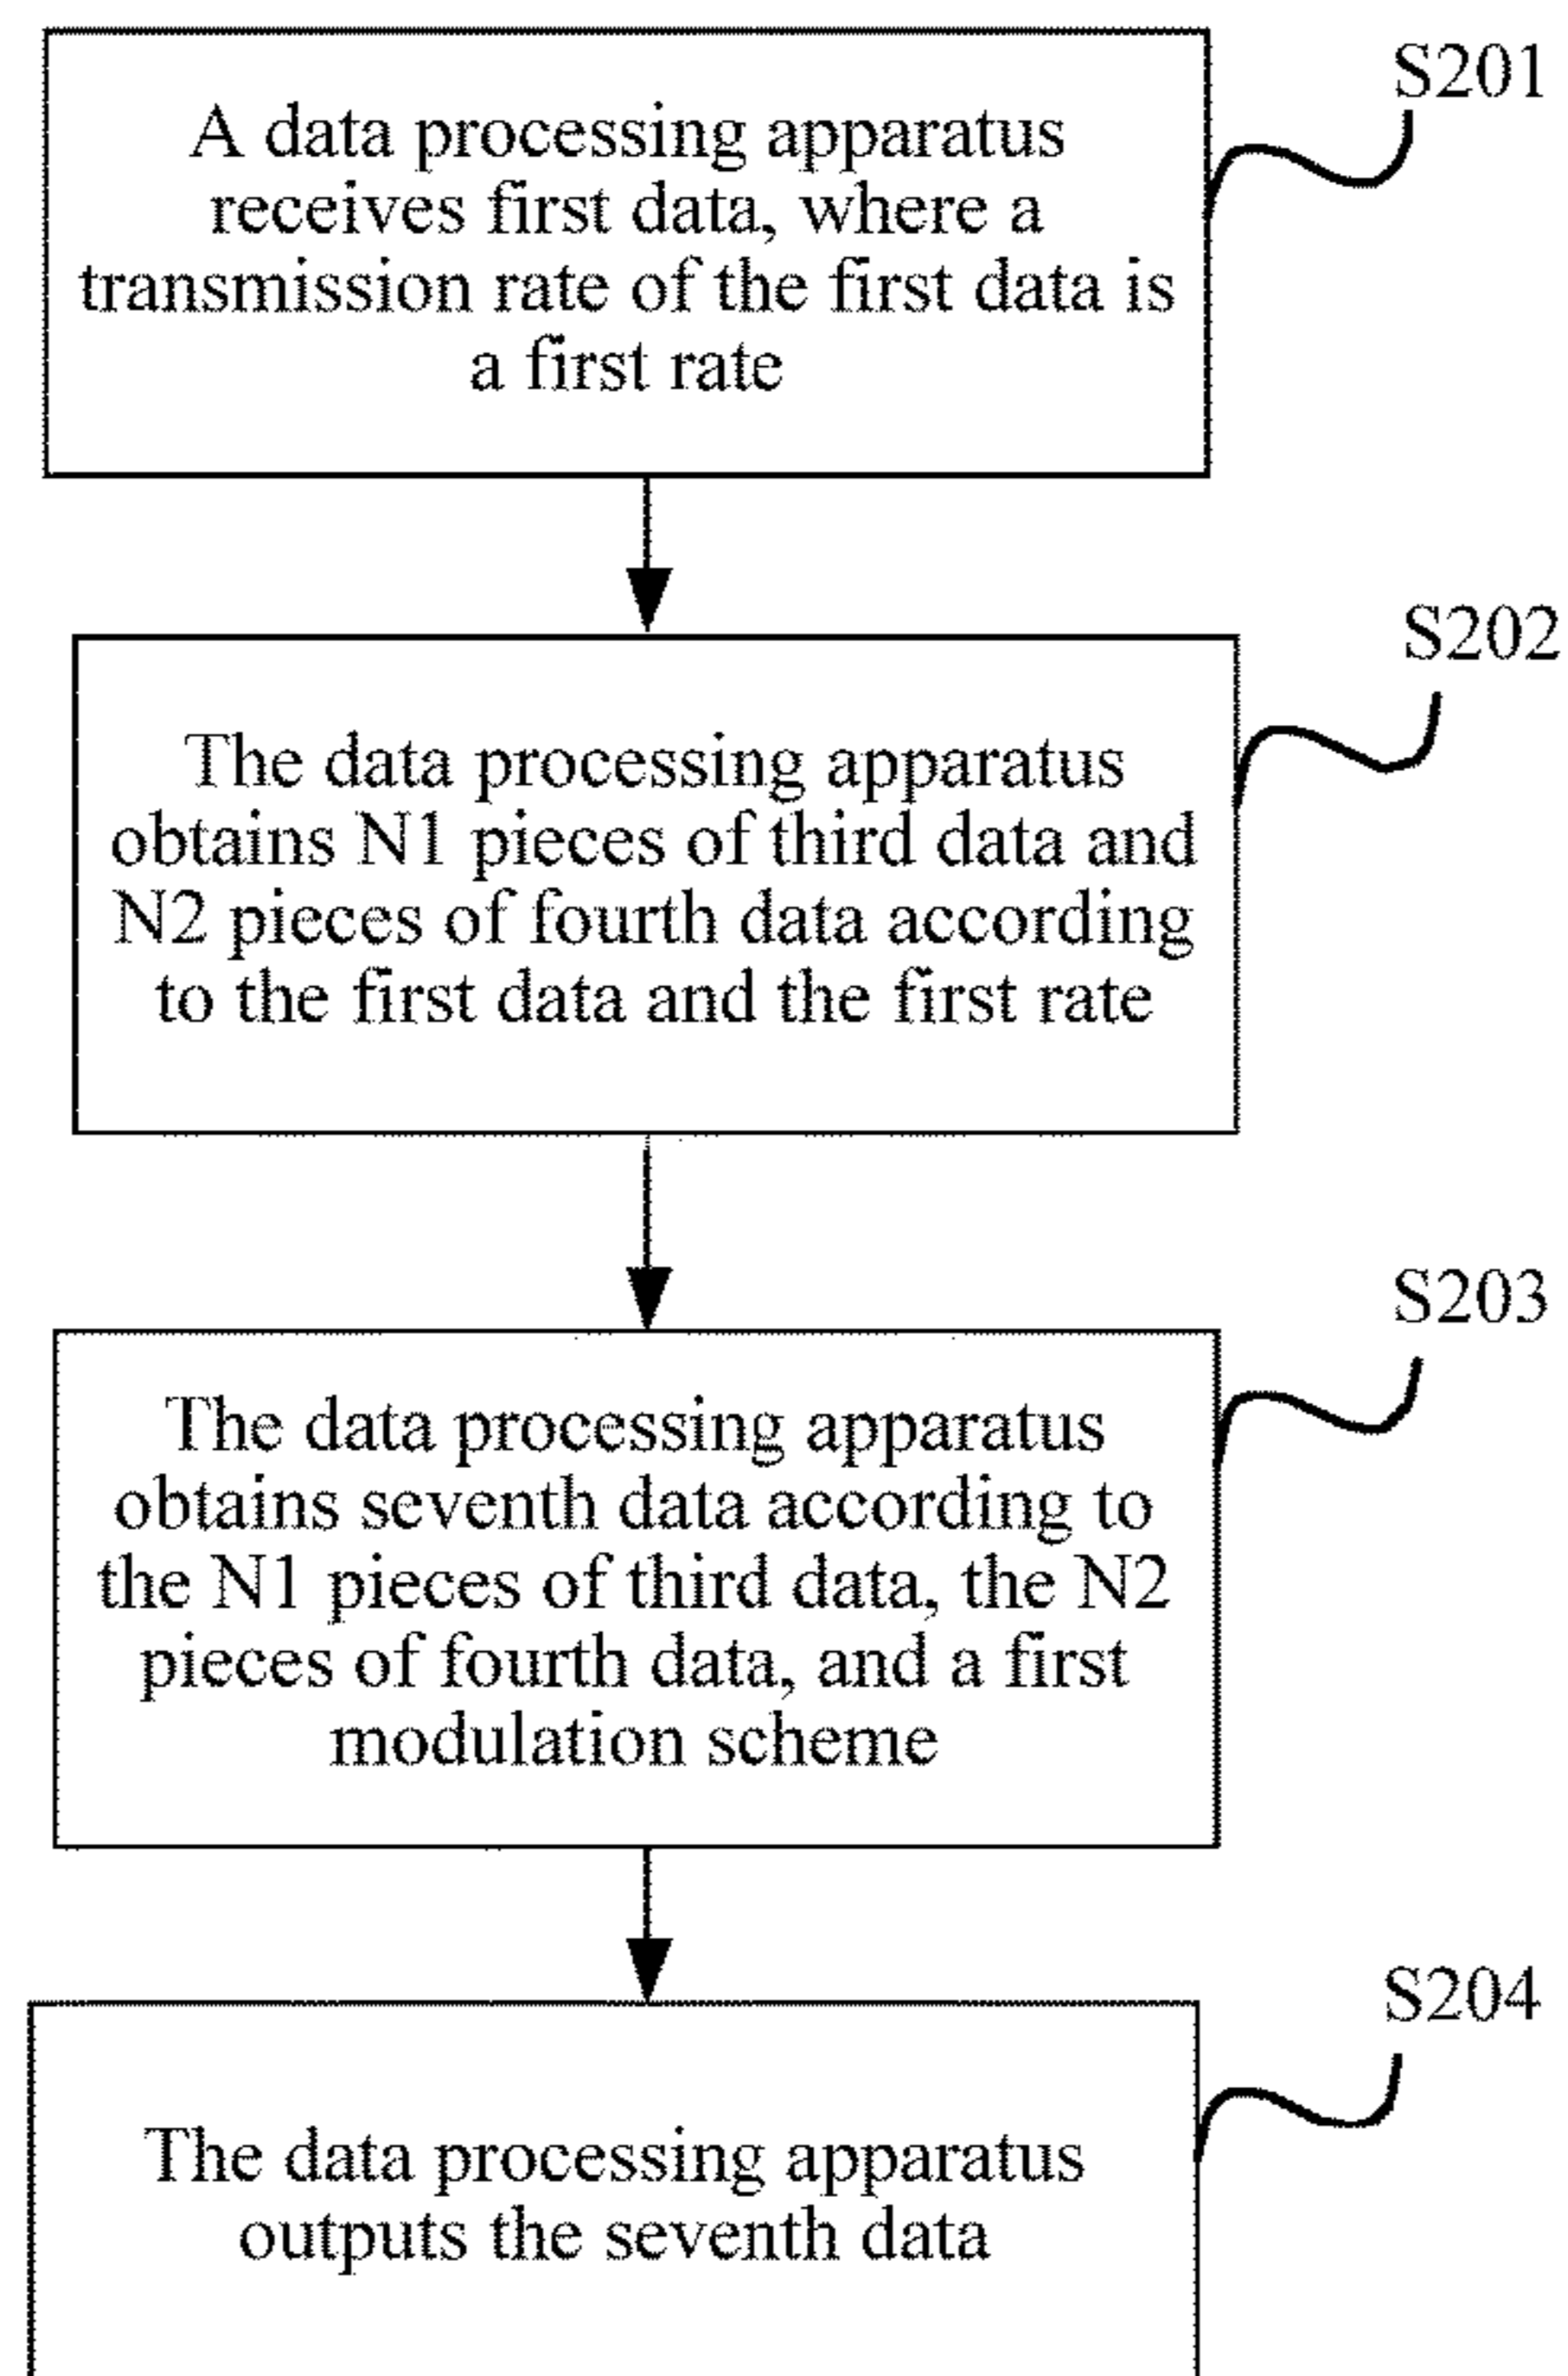 S201
A data processing apparatus
receives first data, where a
transmission rate of the first data is
a first rate
S202
The data processing apparatus
obtains N1 pieces of third data and
N2 pieces of fourth data according
to the first data and the first rate
S203
The data processing apparatus
obtains seventh data according to
the N1 pieces of third data, the N2
pieces of fourth data, and a first
modulation scheme
S204
The data processing apparatus
outputs the seventh data